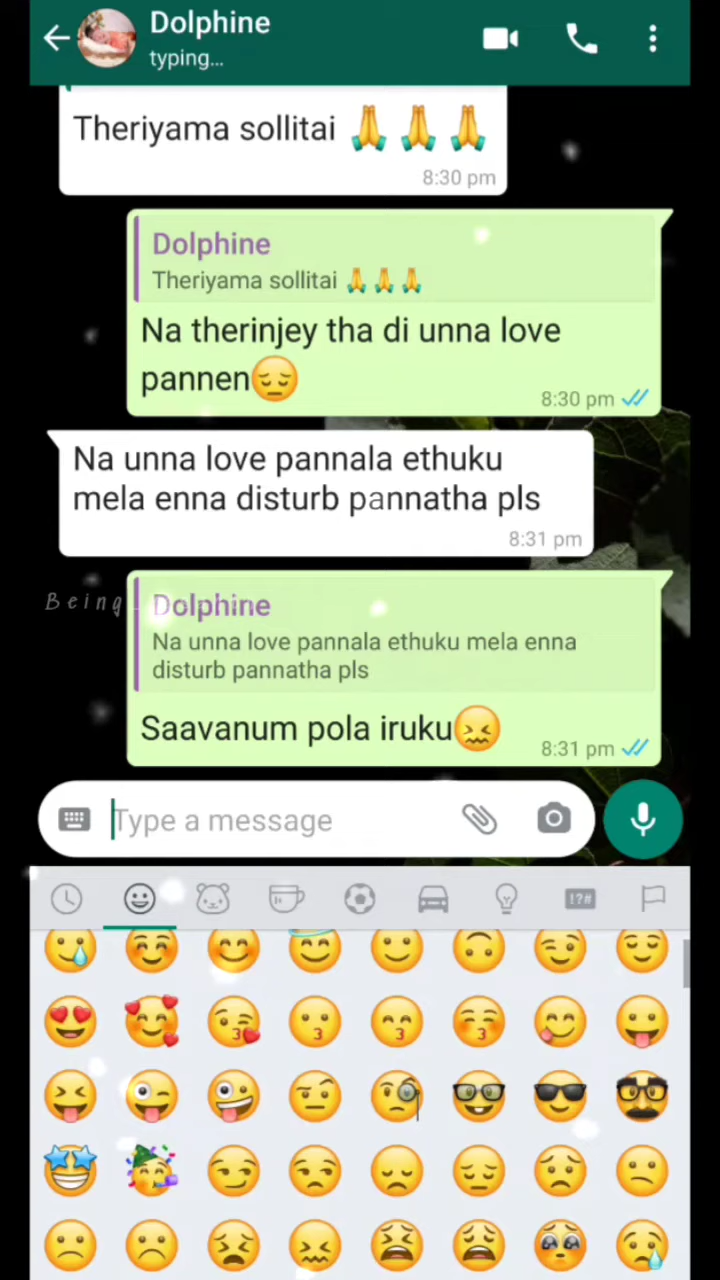 Dolphine
typing...
Theriyama sollitai 🙏 🙏 🙏
8:30 pm
Dolphine
Theriyama sollitai 🙏 🙏 🙏
Na therinjey tha di unna love
pannen😔
8:30 pm
Na unna love pannala ethuku
mela enna disturb pannatha pls
8:31 pm
Being
Dolphine
Na unna love pannala ethuku mela enna
disturb pannatha pls
Saavanum pola iruku😖
8:31 pm
Type a message
!?#